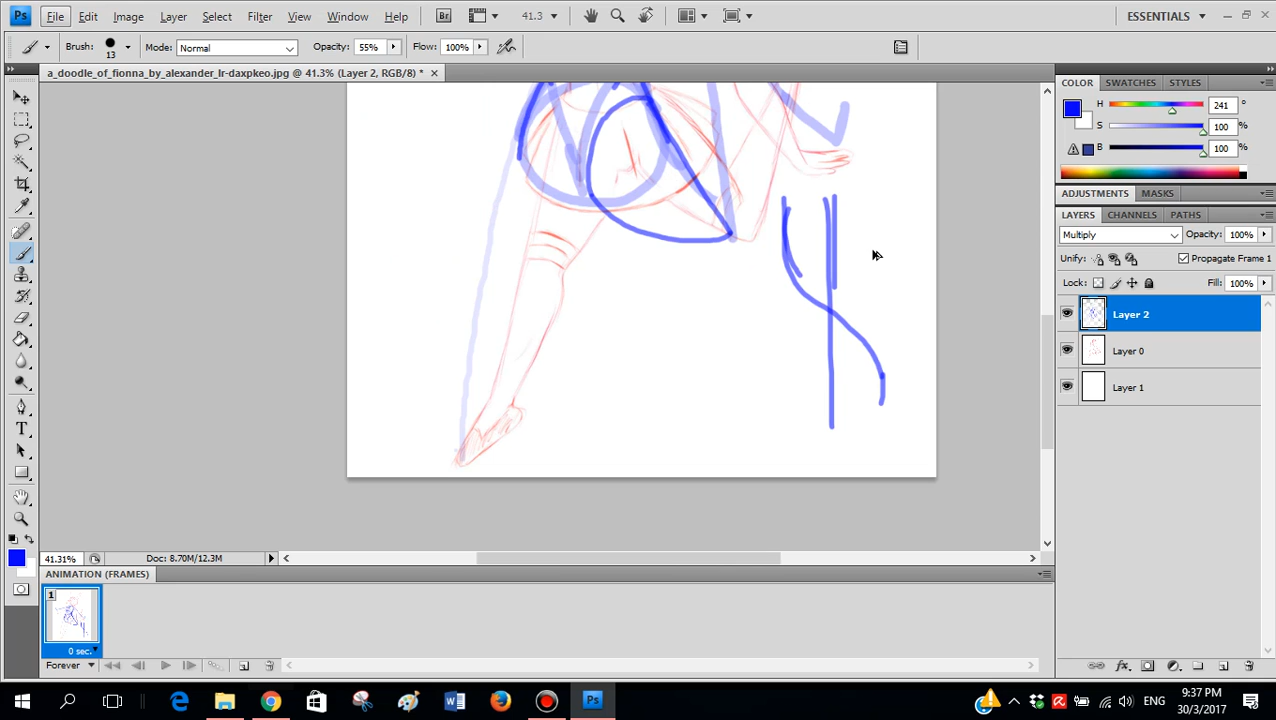 Ps File Edit Image Layer Select Filter View Window Help Br 41.3 ESSENTIALS
Brush: 13 Mode: Normal Opacity: 55% Flow: 100%
a_doodle_of_fionna_by_alexander_lr-daxpkeo.jpg @ 41.3% (Layer 2, RGB/8) *
COLOR SWATCHES STYLES
H 241 °
S 100 %
B 100 %
ADJUSTMENTS MASKS
LAYERS CHANNELS PATHS
Multiply Opacity: 100%
Unify: Propagate Frame 1
Lock: Fill: 100%
Layer 2
Layer 0
Layer 1
T
41.31% Doc: 8.70M/12.3M
ANIMATION (FRAMES)
1
0 sec.
Forever
fx
W Ps ENG 9:37 PM
30/3/2017